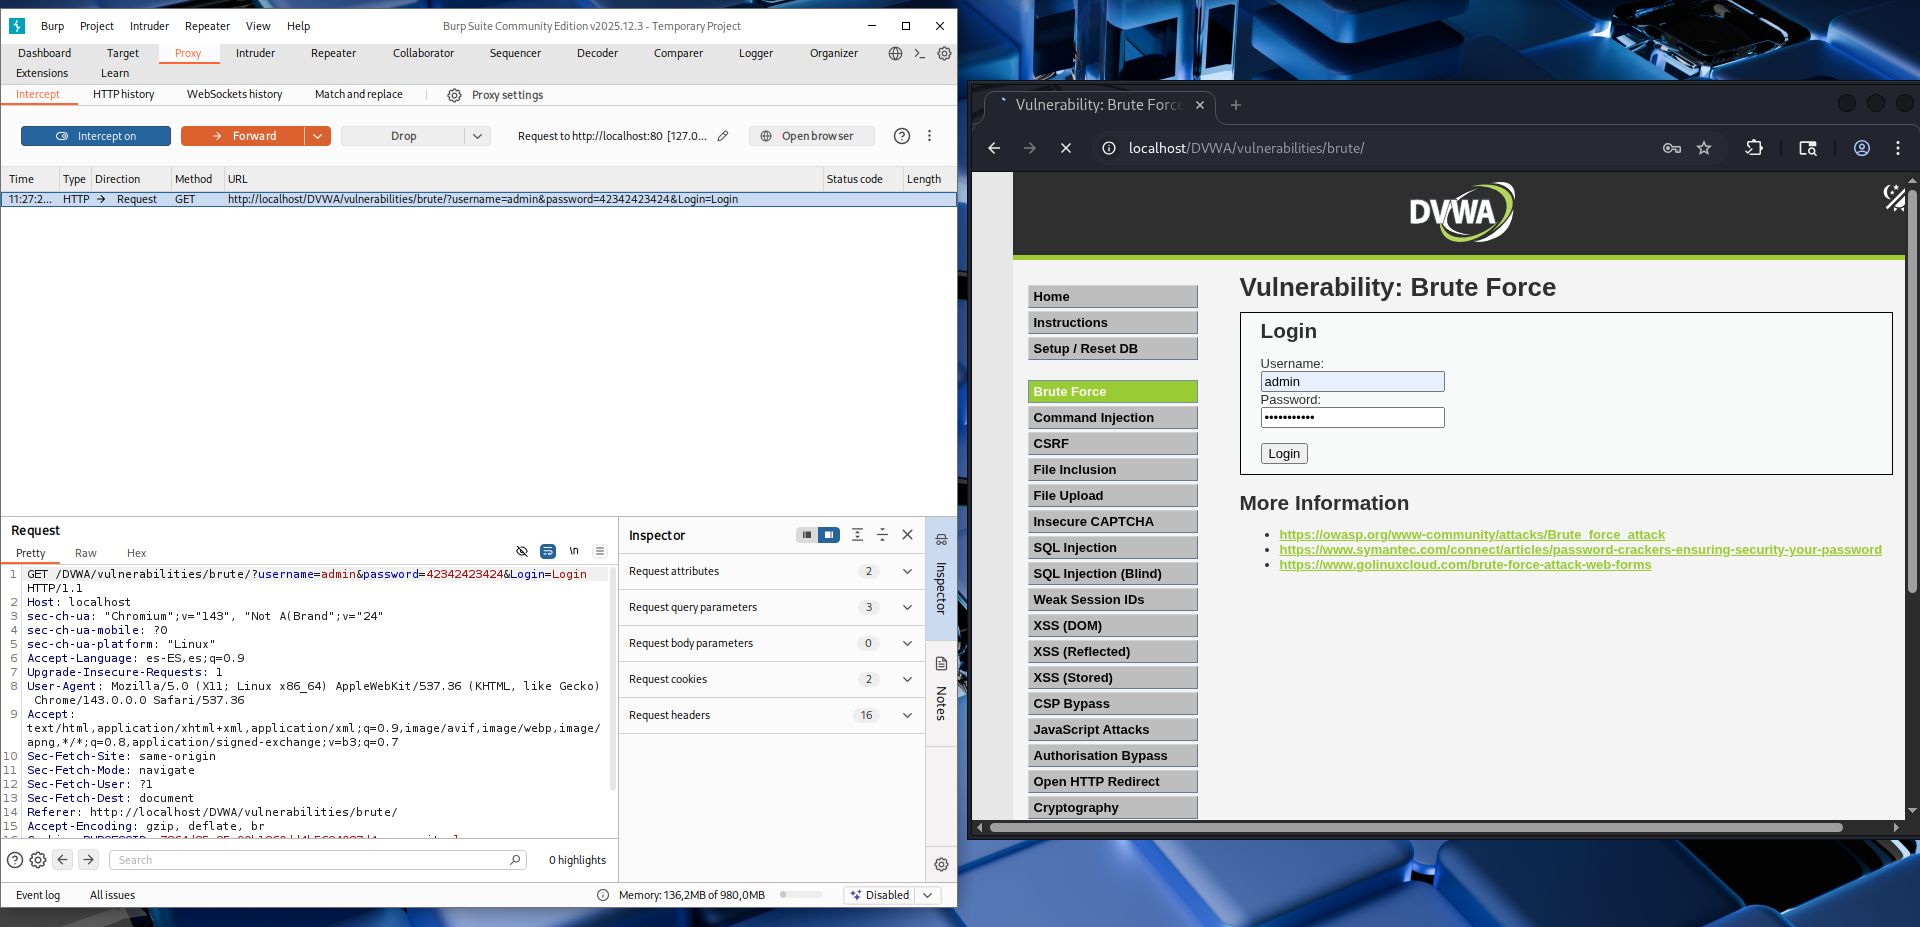 Burp Project Intruder Repeater View Help Burp Suite Community Edition v2025.12.3 - Temporary Project
Dashboard Target Proxy Intruder Repeater Collaborator Sequencer Decoder Comparer Logger Organizer
Extensions Learn
Intercept HTTP history WebSockets history Match and replace Proxy settings
Intercept on Forward Drop Request to http://localhost:80 [127.0... Open browser
Time Type Direction Method URL Status code Length
11:27:2... HTTP → Request GET http://localhost/DVWA/vulnerabilities/brute/?username=admin&password=42342423424&Login=Login
Request
Pretty Raw Hex \n
1 GET /DVWA/vulnerabilities/brute/?username=admin&password=42342423424&Login=Login
HTTP/1.1
2 Host: localhost
3 sec-ch-ua: "Chromium";v="143", "Not A(Brand";v="24"
4 sec-ch-ua-mobile: ?0
5 sec-ch-ua-platform: "Linux"
6 Accept-Language: es-ES,es;q=0.9
7 Upgrade-Insecure-Requests: 1
8 User-Agent: Mozilla/5.0 (X11; Linux x86_64) AppleWebKit/537.36 (KHTML, like Gecko)
Chrome/143.0.0.0 Safari/537.36
9 Accept:
text/html,application/xhtml+xml,application/xml;q=0.9,image/avif,image/webp,image/
apng,*/*;q=0.8,application/signed-exchange;v=b3;q=0.7
10 Sec-Fetch-Site: same-origin
11 Sec-Fetch-Mode: navigate
12 Sec-Fetch-User: ?1
13 Sec-Fetch-Dest: document
14 Referer: http://localhost/DVWA/vulnerabilities/brute/
15 Accept-Encoding: gzip, deflate, br
Search
0 highlights
Inspector
Request attributes 2
Request query parameters 3
Request body parameters 0
Request cookies 2
Request headers 16
Inspector
Notes
Event log All issues Memory: 136,2MB of 980,0MB Disabled
Vulnerability: Brute Force
localhost/DVWA/vulnerabilities/brute/
DVWA
Home
Instructions
Setup / Reset DB
Brute Force
Command Injection
CSRF
File Inclusion
File Upload
Insecure CAPTCHA
SQL Injection
SQL Injection (Blind)
Weak Session IDs
XSS (DOM)
XSS (Reflected)
XSS (Stored)
CSP Bypass
JavaScript Attacks
Authorisation Bypass
Open HTTP Redirect
Cryptography
Vulnerability: Brute Force
Login
Username:
admin
Password:
•••••••••••
Login
More Information
• https://owasp.org/www-community/attacks/Brute_force_attack
• https://www.symantec.com/connect/articles/password-crackers-ensuring-security-your-password
• https://www.golinuxcloud.com/brute-force-attack-web-forms